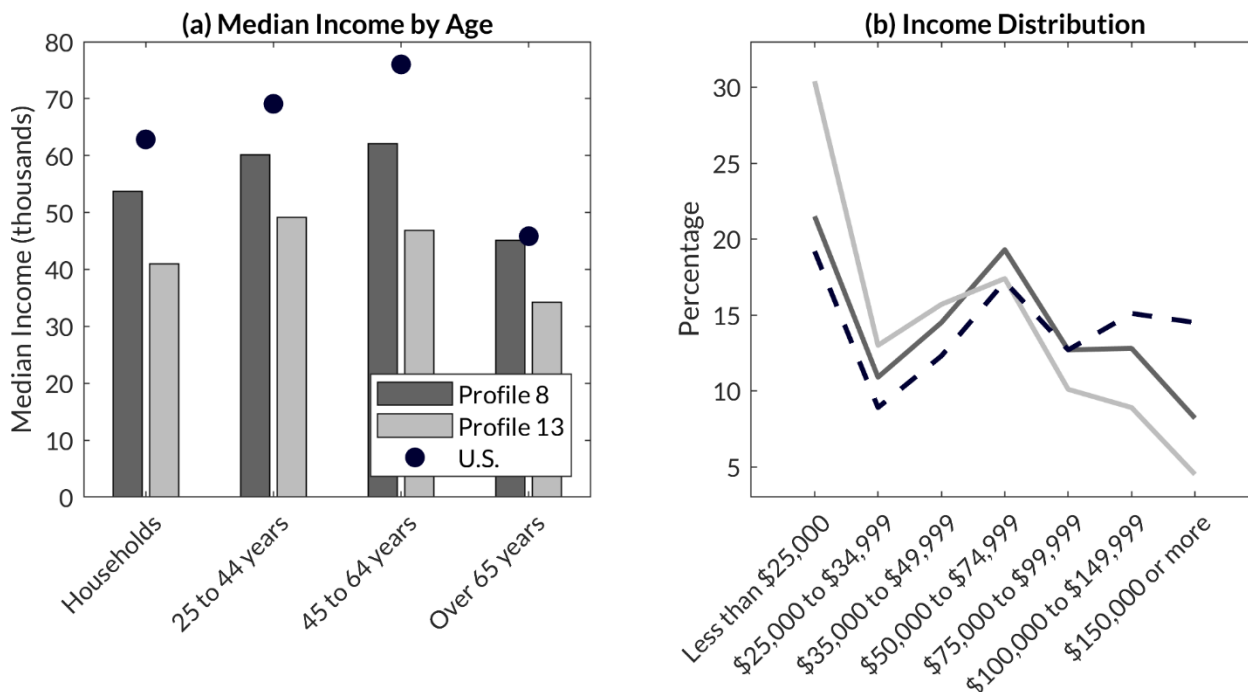 (a) Median Income by Age
Median Income (thousands)
80
70
60
50
40
30
20
10
0
Profile 8
Profile 13
U.S.
Households
25 to 44 years
45 to 64 years
Over 65 years
(b) Income Distribution
Percentage
30
25
20
15
10
5
Less than $25,000
$25,000 to $34,999
$35,000 to $49,999
$50,000 to $74,999
$75,000 to $99,999
$100,000 to $149,999
$150,000 or more